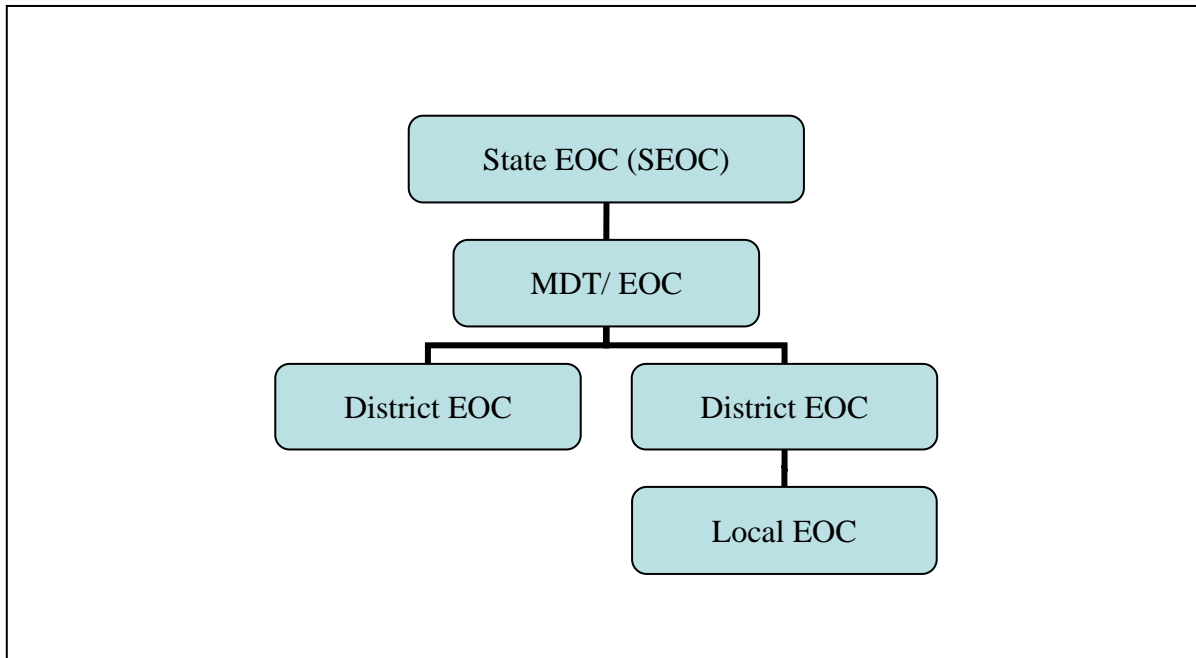 State EOC (SEOC)
MDT/ EOC
District EOC
District EOC
Local EOC